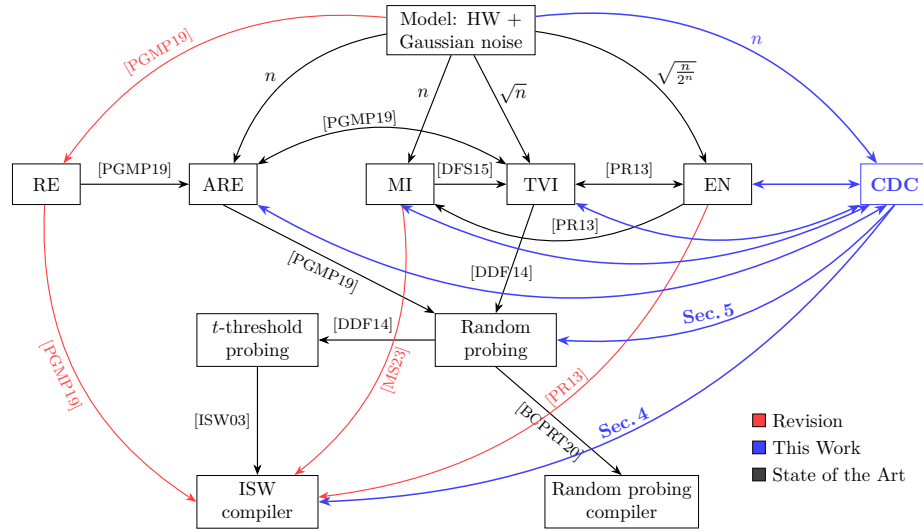 Model: HW +
Gaussian noise
[PGMP19]
n
n
√n
√(n/2ⁿ)
n
[PGMP19]
[PGMP19]
[DFS15]
[PR13]
RE
ARE
MI
TVI
EN
CDC
[PR13]
[PGMP19]
[DDF14]
t-threshold
probing
[DDF14]
Random
probing
Sec. 5
[PGMP19]
[MS23]
[PR13]
[ISW03]
[BCPRT20]
Sec. 4
ISW
compiler
Random probing
compiler
Revision
This Work
State of the Art